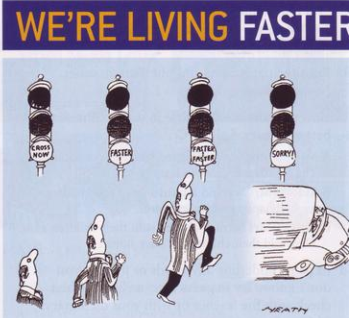 WE'RE LIVING FASTER
CROSS
NOW
FASTER
FASTER
FASTER
SORRY!
HEATH